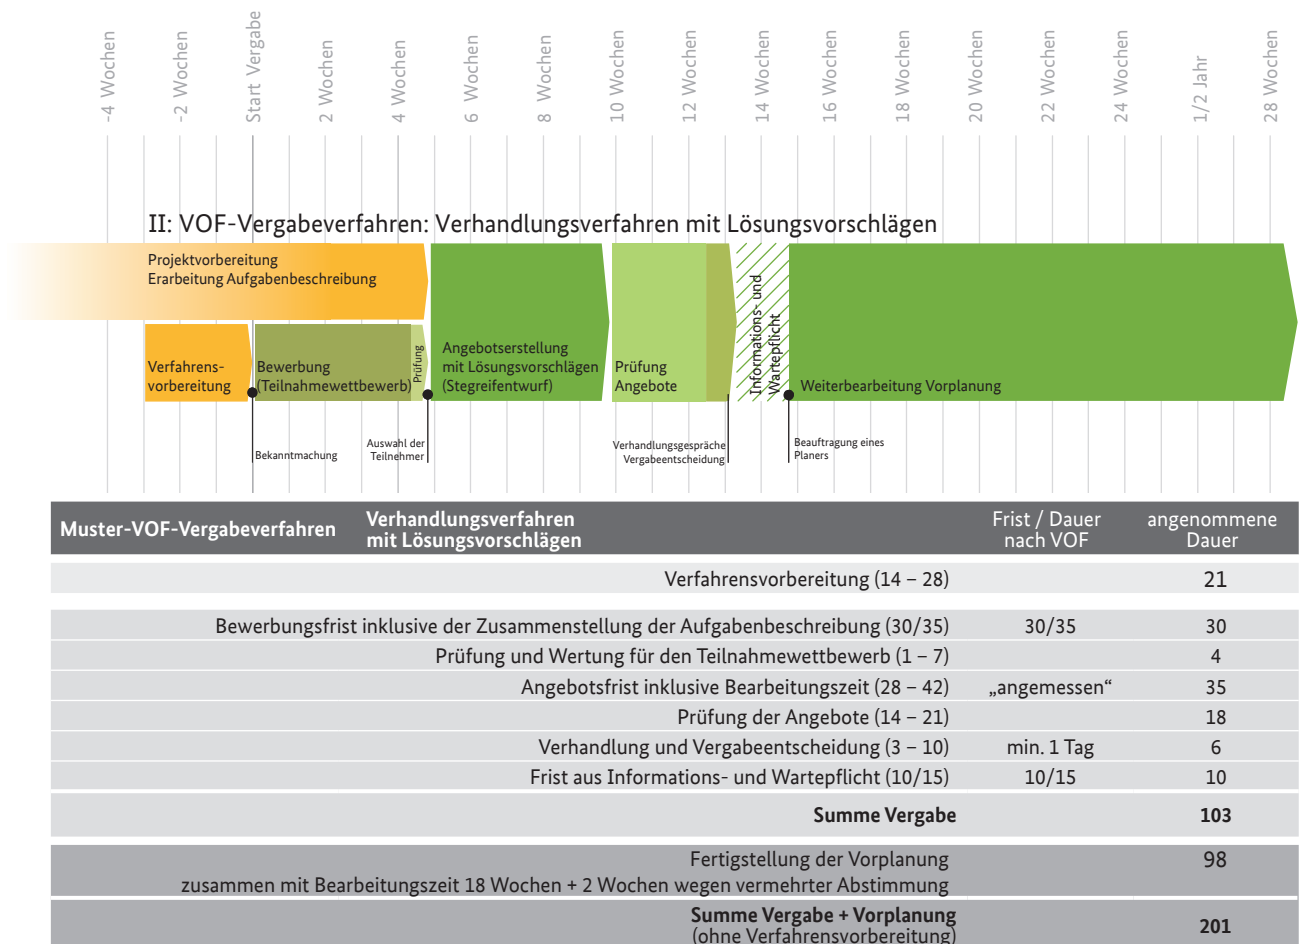 -4 Wochen
-2 Wochen
Start Vergabe
2 Wochen
4 Wochen
6 Wochen
8 Wochen
10 Wochen
12 Wochen
14 Wochen
16 Wochen
18 Wochen
20 Wochen
22 Wochen
24 Wochen
1/2 Jahr
28 Wochen
II: VOF-Vergabeverfahren: Verhandlungsverfahren mit Lösungsvorschlägen
Projektvorbereitung
Erarbeitung Aufgabenbeschreibung
Verfahrens-
vorbereitung
Bewerbung
(Teilnahmewettbewerb)
Prüfung
Angebotserstellung
mit Lösungsvorschlägen
(Stegreifentwurf)
Prüfung
Angebote
Informations- und
Wartepflicht
Weiterbearbeitung Vorplanung
Bekanntmachung
Auswahl der
Teilnehmer
Verhandlungsgespräche
Vergabeentscheidung
Beauftragung eines
Planers
Muster-VOF-Vergabeverfahren
Verhandlungsverfahren
mit Lösungsvorschlägen
Frist / Dauer
nach VOF
angenommene
Dauer
Verfahrensvorbereitung (14 – 28) 21
Bewerbungsfrist inklusive der Zusammenstellung der Aufgabenbeschreibung (30/35) 30/35 30
Prüfung und Wertung für den Teilnahmewettbewerb (1 – 7) 4
Angebotsfrist inklusive Bearbeitungszeit (28 – 42) „angemessen“ 35
Prüfung der Angebote (14 – 21) 18
Verhandlung und Vergabeentscheidung (3 – 10) min. 1 Tag 6
Frist aus Informations- und Wartepflicht (10/15) 10/15 10
Summe Vergabe 103
Fertigstellung der Vorplanung 98
zusammen mit Bearbeitungszeit 18 Wochen + 2 Wochen wegen vermehrter Abstimmung
Summe Vergabe + Vorplanung 201
(ohne Verfahrensvorbereitung)